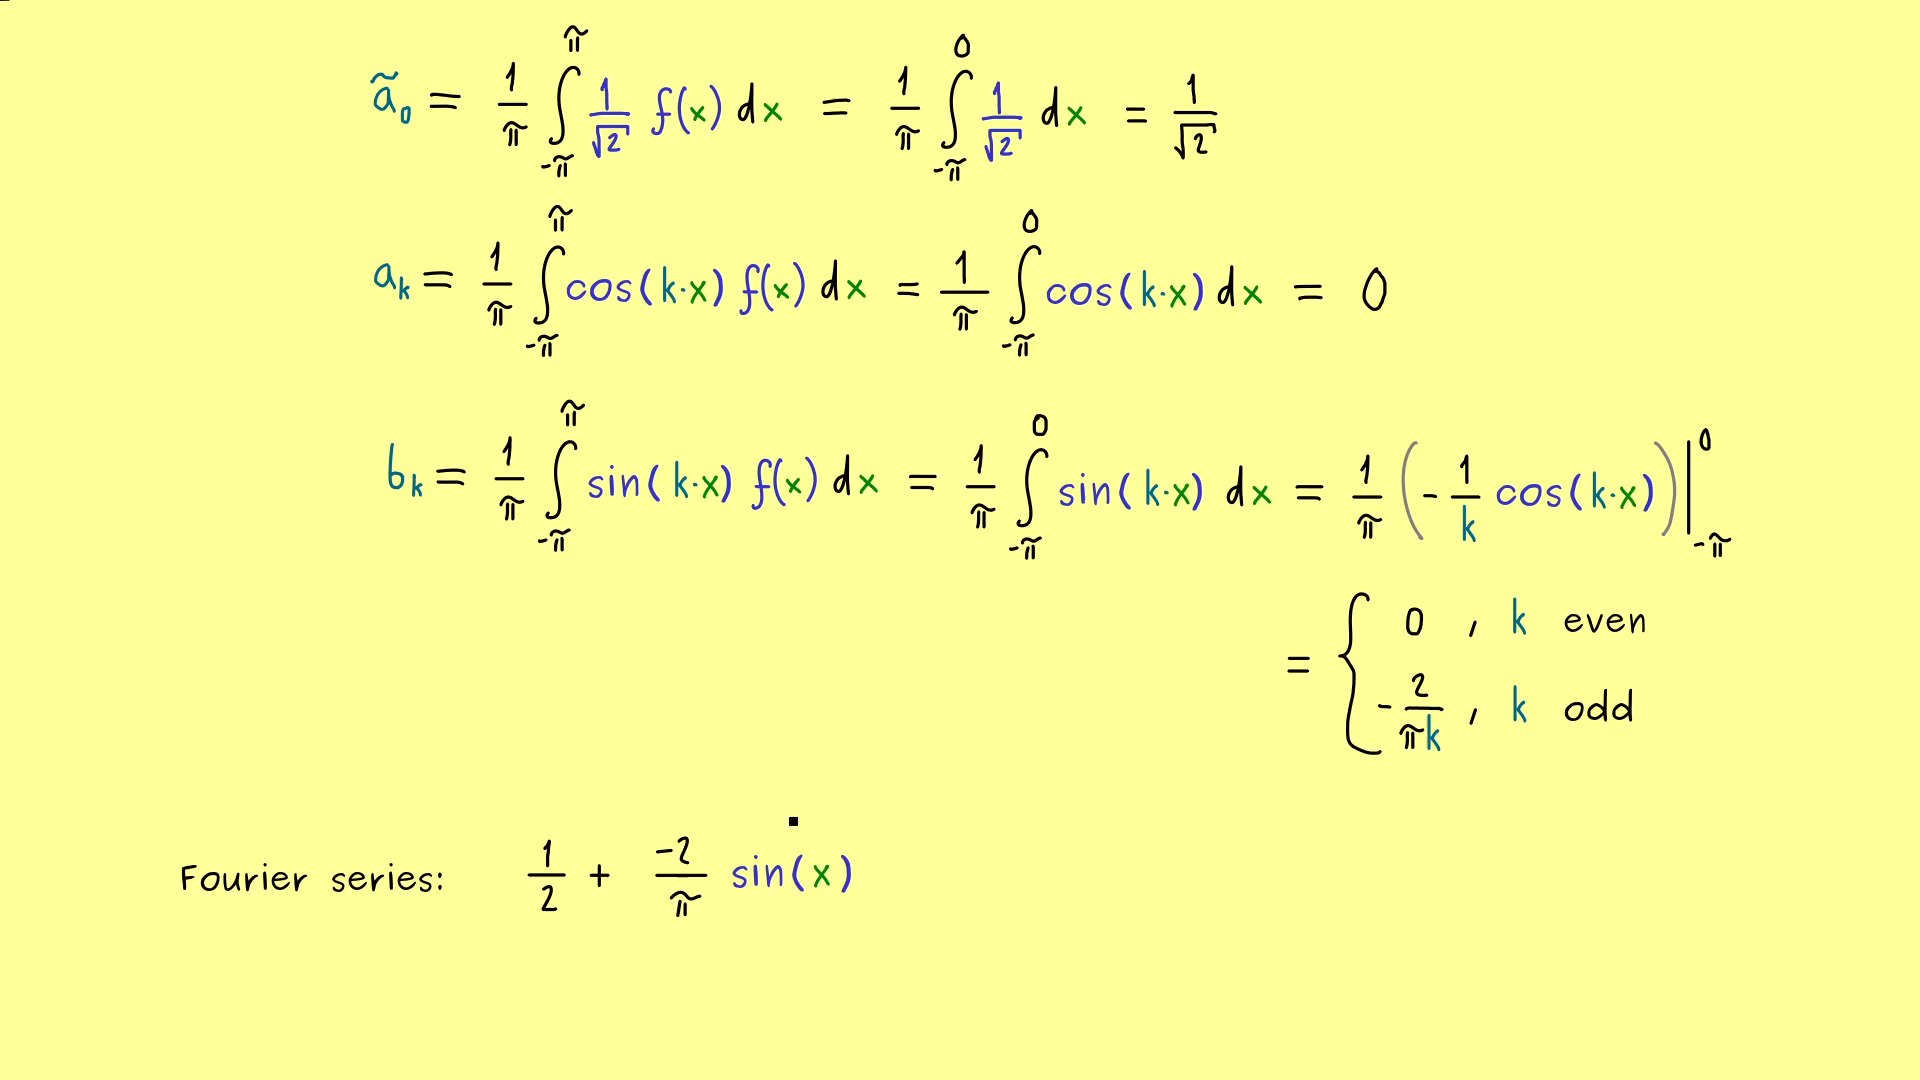 ã₀ = 1/π ∫_{-π}^{π} 1/√2 f(x) dx = 1/π ∫_{-π}^{0} 1/√2 dx = 1/√2
aₖ = 1/π ∫_{-π}^{π} cos(k·x) f(x) dx = 1/π ∫_{-π}^{0} cos(k·x) dx = 0
bₖ = 1/π ∫_{-π}^{π} sin(k·x) f(x) dx = 1/π ∫_{-π}^{0} sin(k·x) dx = 1/π (-1/k cos(k·x)) |_{-π}^{0}
= { 0 , k even
-2/(πk) , k odd
Fourier series: 1/2 + -2/π sin(x)